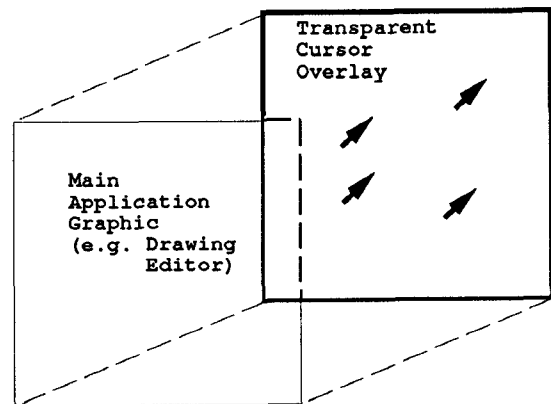 Transparent
Cursor
Overlay
Main
Application
Graphic
(e.g. Drawing
Editor)